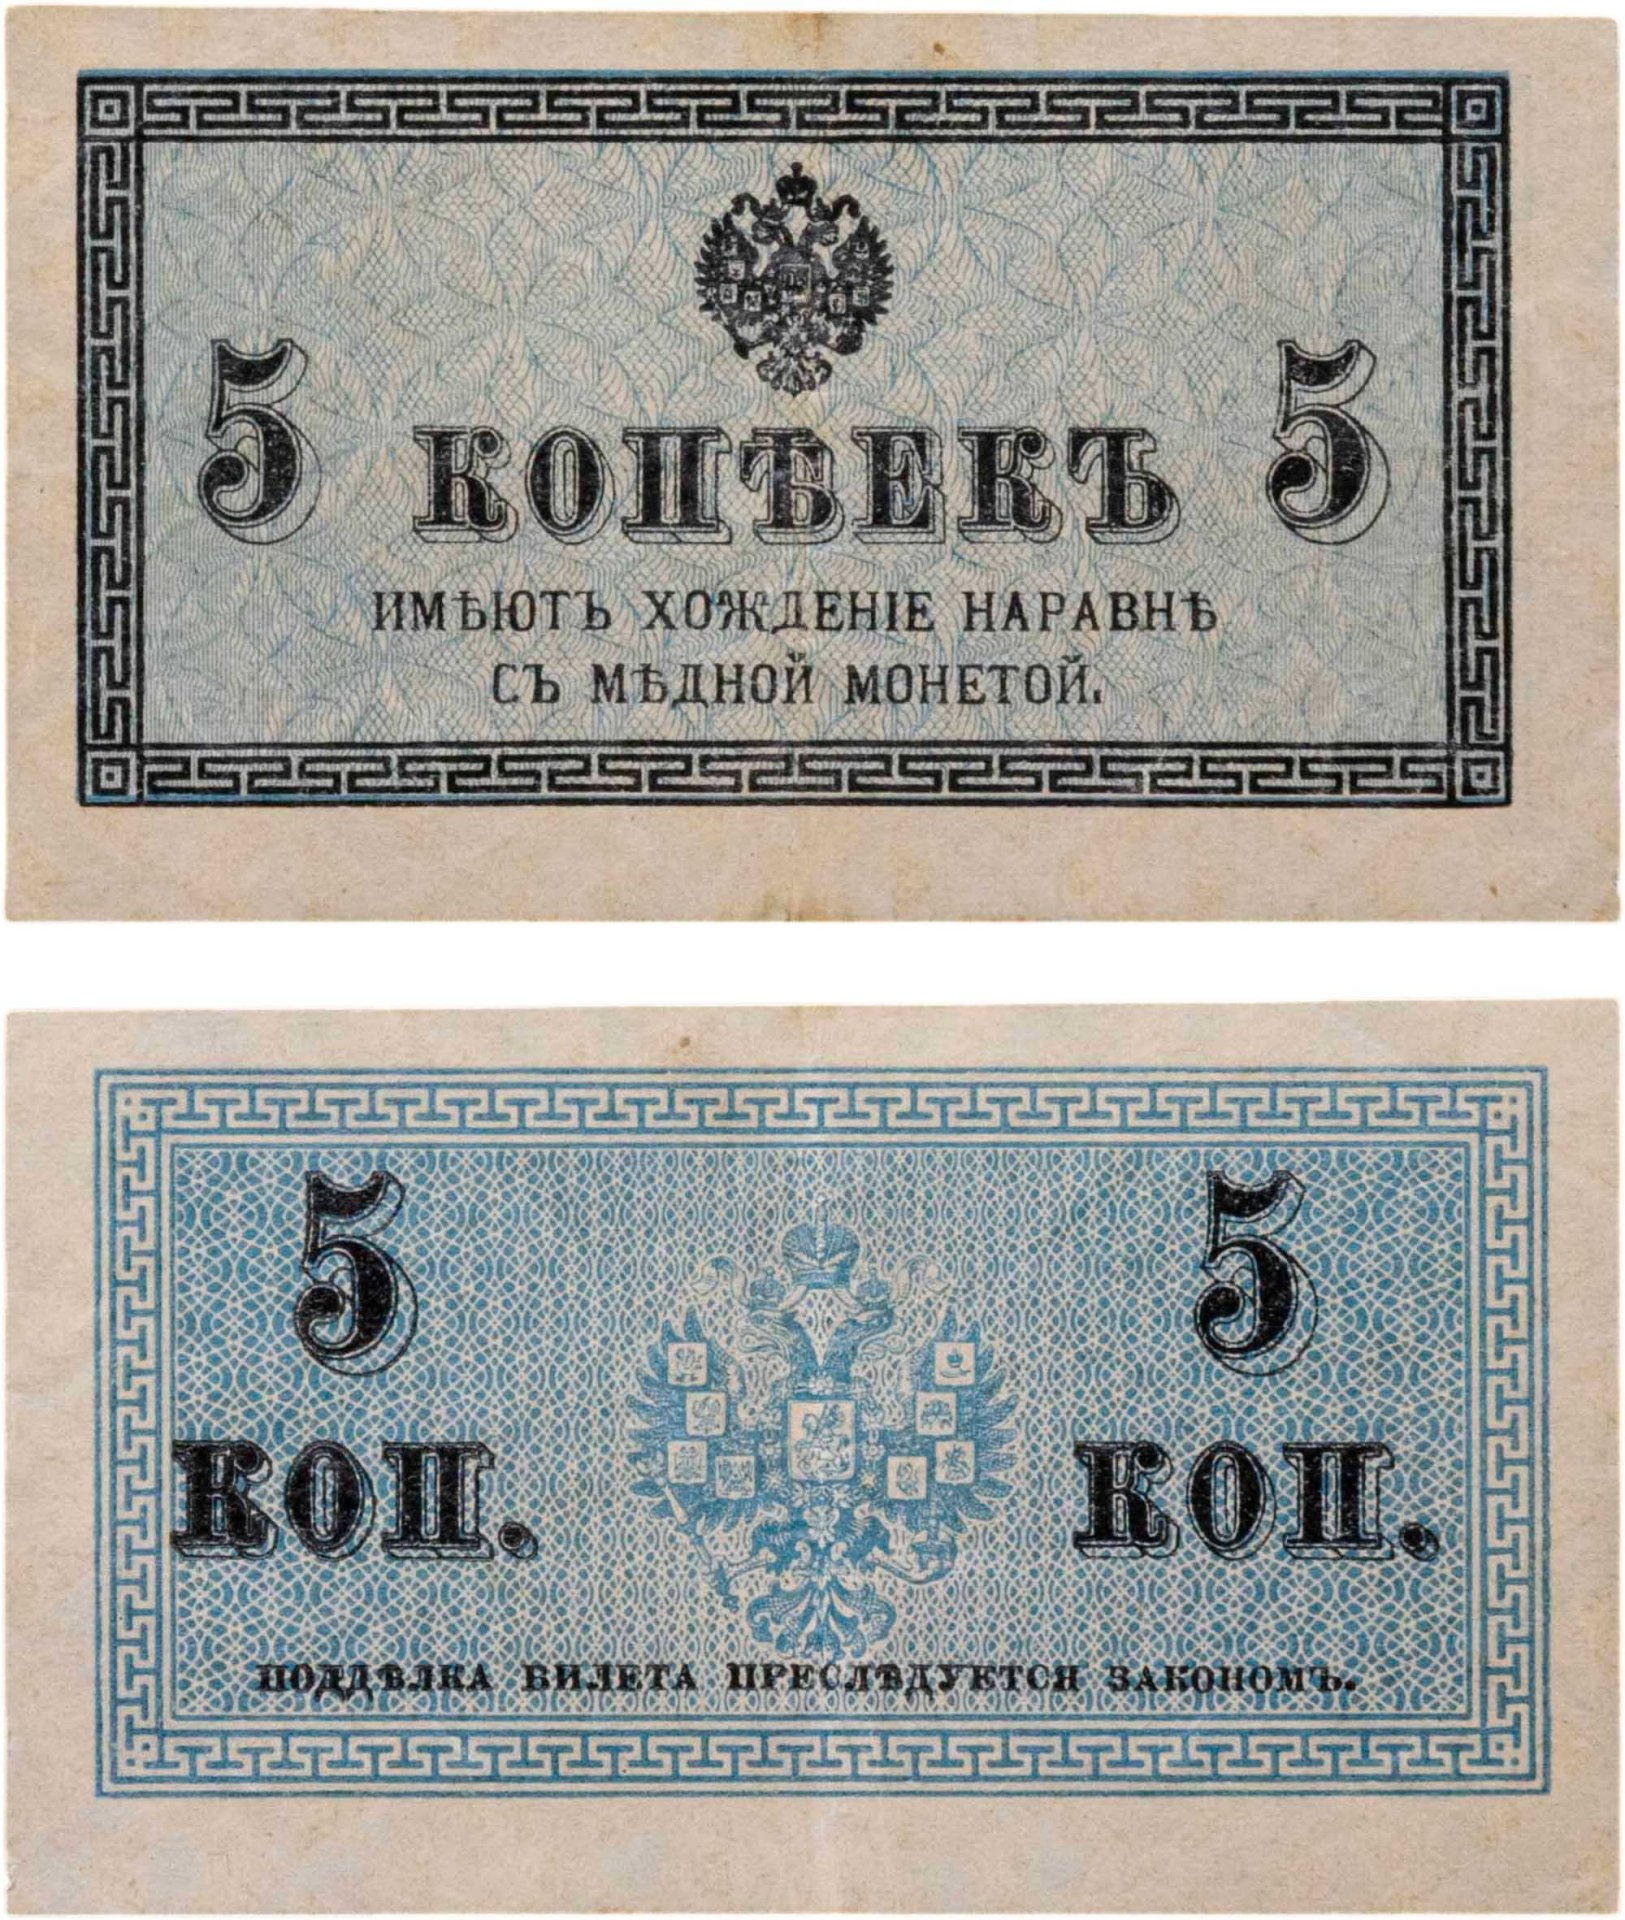 5 КОПѢЕКЪ 5
ИМѢЮТЪ ХОЖДЕНІЕ НАРАВНѢ
СЪ МѢДНОЙ МОНЕТОЙ.
5 5
КОП. КОП.
ПОДДѢЛКА БИЛЕТА ПРЕСЛѢДУЕТСЯ ЗАКОНОМЪ.